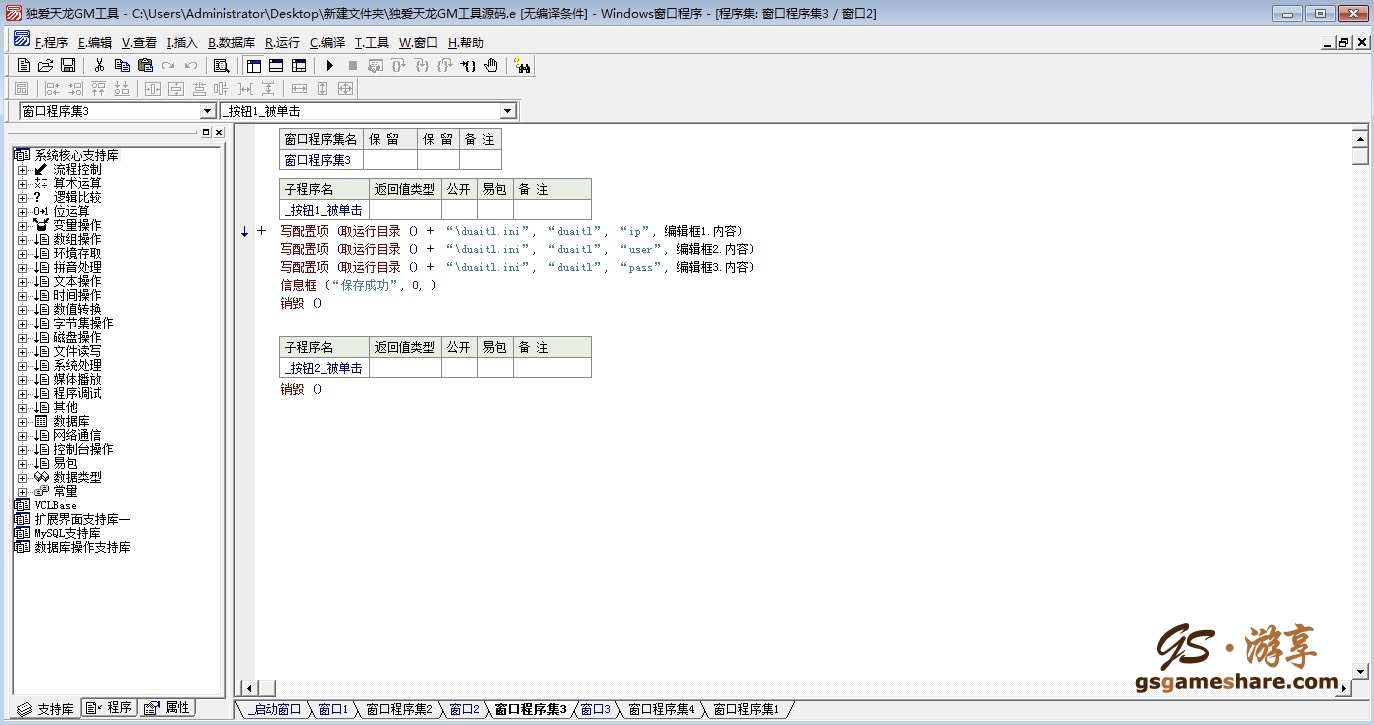 独爱天龙GM工具 - C:\Users\Administrator\Desktop\新建文件夹\独爱天龙GM工具源码.e [无编译条件] - Windows窗口程序 - [程序集: 窗口程序集3 / 窗口2]
F.程序 E.编辑 V.查看 I.插入 B.数据库 R.运行 C.编译 T.工具 W.窗口 H.帮助
窗口程序集3 _按钮1_被单击
系统核心支持库
流程控制
算术运算
逻辑比较
位运算
变量操作
数组操作
环境存取
拼音处理
文本操作
时间操作
数值转换
字节集操作
磁盘操作
文件读写
系统处理
媒体播放
程序调试
其他
数据库
网络通信
控制台操作
易包
数据类型
常量
VCLBase
扩展界面支持库一
MySQL支持库
数据库操作支持库
支持库 程序 属性
窗口程序集名 保 留 保 留 备 注
窗口程序集3
子程序名 返回值类型 公开 易包 备 注
_按钮1_被单击
写配置项 (取运行目录 () + “\duaitl.ini”, “duaitl”, “ip”, 编辑框1.内容)
写配置项 (取运行目录 () + “\duaitl.ini”, “duaitl”, “user”, 编辑框2.内容)
写配置项 (取运行目录 () + “\duaitl.ini”, “duaitl”, “pass”, 编辑框3.内容)
信息框 (“保存成功”, 0, )
销毁 ()
子程序名 返回值类型 公开 易包 备 注
_按钮2_被单击
销毁 ()
GS·游享
gsgameshare.com
_启动窗口 窗口1 窗口程序集2 窗口2 窗口程序集3 窗口3 窗口程序集4 窗口程序集1